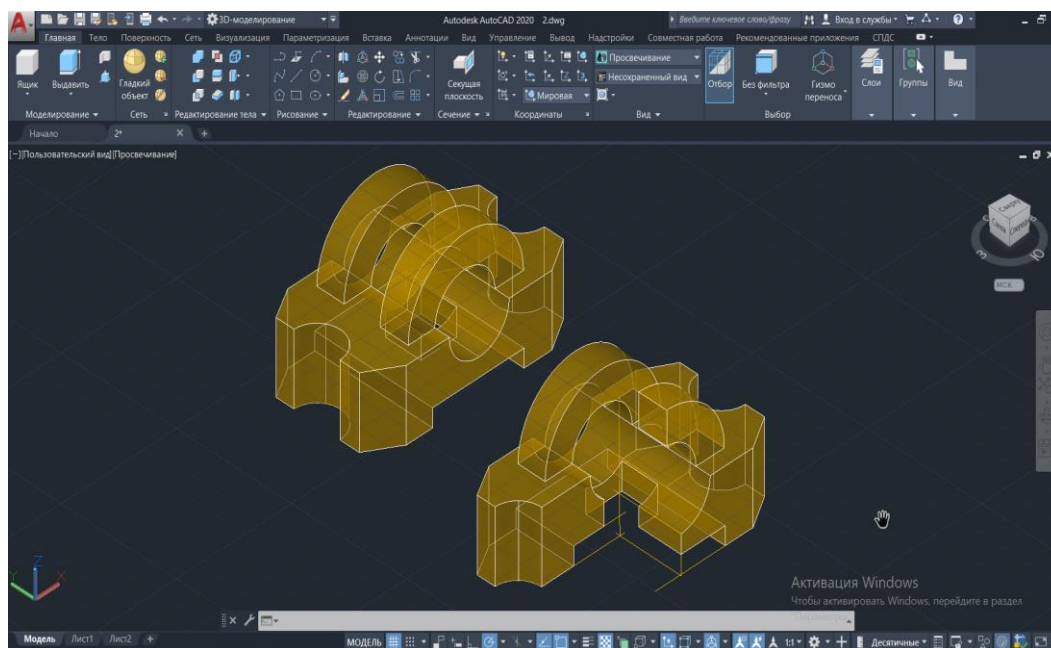 A
3D-моделирование
Autodesk AutoCAD 2020 2.dwg
Введите ключевое слово/фразу
Вход в службы
Главная Тело Поверхность Сеть Визуализация Параметризация Вставка Аннотации Вид Управление Вывод Надстройки Совместная работа Рекомендованные приложения СПДС
Ящик
Выдавить
Гладкий объект
Секущая плоскость
Мировая
Просвечивание
Несохраненный вид
Отбор
Без фильтра
Гизмо переноса
Слои
Группы
Вид
Моделирование Сеть Редактирование тела Рисование Редактирование Сечение Координаты Вид Выбор
Начало 2*
[−][Пользовательский вид][Просвечивание]
Сверху
З
Ю
МСК
Z
Y
X
Активация Windows
Чтобы активировать Windows, перейдите в раздел
Модель Лист1 Лист2 +
МОДЕЛЬ
1:1
Десятичные